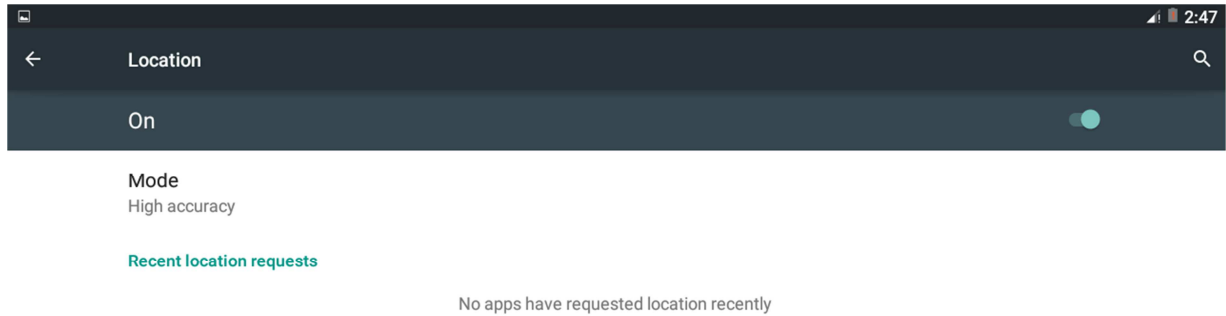 2:47
Location
On
Mode
High accuracy
Recent location requests
No apps have requested location recently